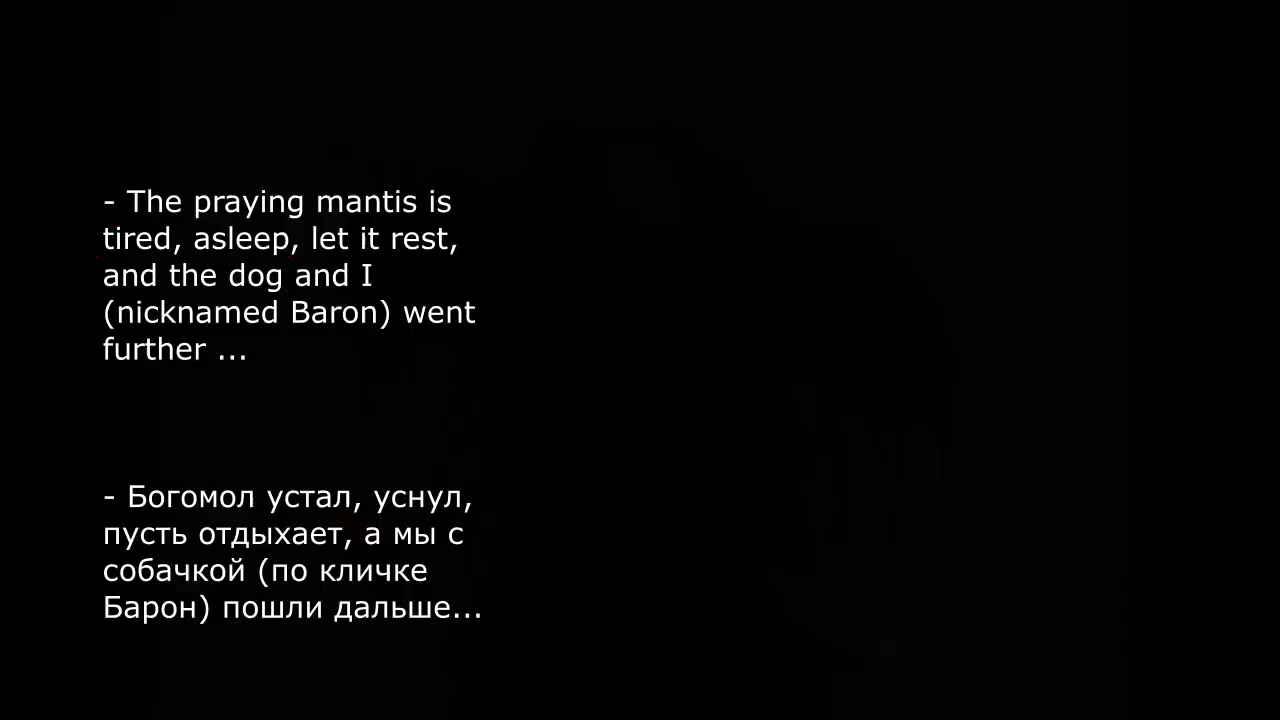 - The praying mantis is
tired, asleep, let it rest,
and the dog and I
(nicknamed Baron) went
further ...
- Богомол устал, уснул,
пусть отдыхает, а мы с
собачкой (по кличке
Барон) пошли дальше...